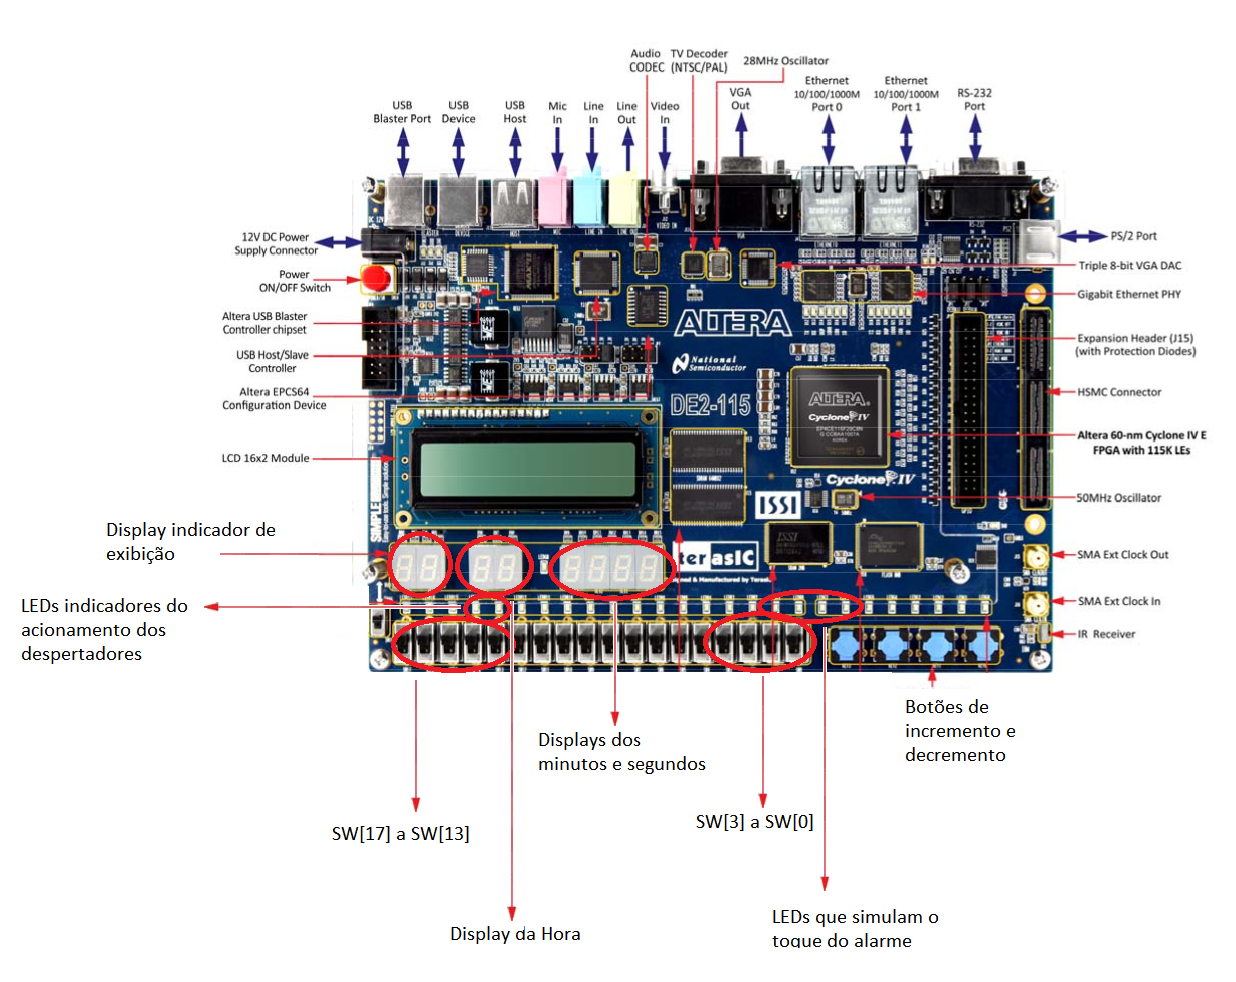 Audio
CODEC
TV Decoder
(NTSC/PAL)
28MHz Oscillator
USB
Blaster Port
USB
Device
USB
Host
Mic
In
Line
In
Line
Out
Video
In
VGA
Out
Ethernet
10/100/1000M
Port 0
Ethernet
10/100/1000M
Port 1
RS-232
Port
12V DC Power
Supply Connector
Power
ON/OFF Switch
Altera USB Blaster
Controller chipset
USB Host/Slave
Controller
Altera EPCS64
Configuration Device
LCD 16x2 Module
PS/2 Port
Triple 8-bit VGA DAC
Gigabit Ethernet PHY
Expansion Header (J15)
(with Protection Diodes)
HSMC Connector
Altera 60-nm Cyclone IV E
FPGA with 115K LEs
50MHz Oscillator
SMA Ext Clock Out
SMA Ext Clock In
IR Receiver
ALTERA
National
Semiconductor
DE2-115
ALTERA
Cyclone IV
Cyclone IV
ISSI
ISSI
terasIC
Display indicador de
exibição
LEDs indicadores do
acionamento dos
despertadores
Displays dos
minutos e segundos
Botões de
incremento e
decremento
SW[17] a SW[13]
SW[3] a SW[0]
Display da Hora
LEDs que simulam o
toque do alarme